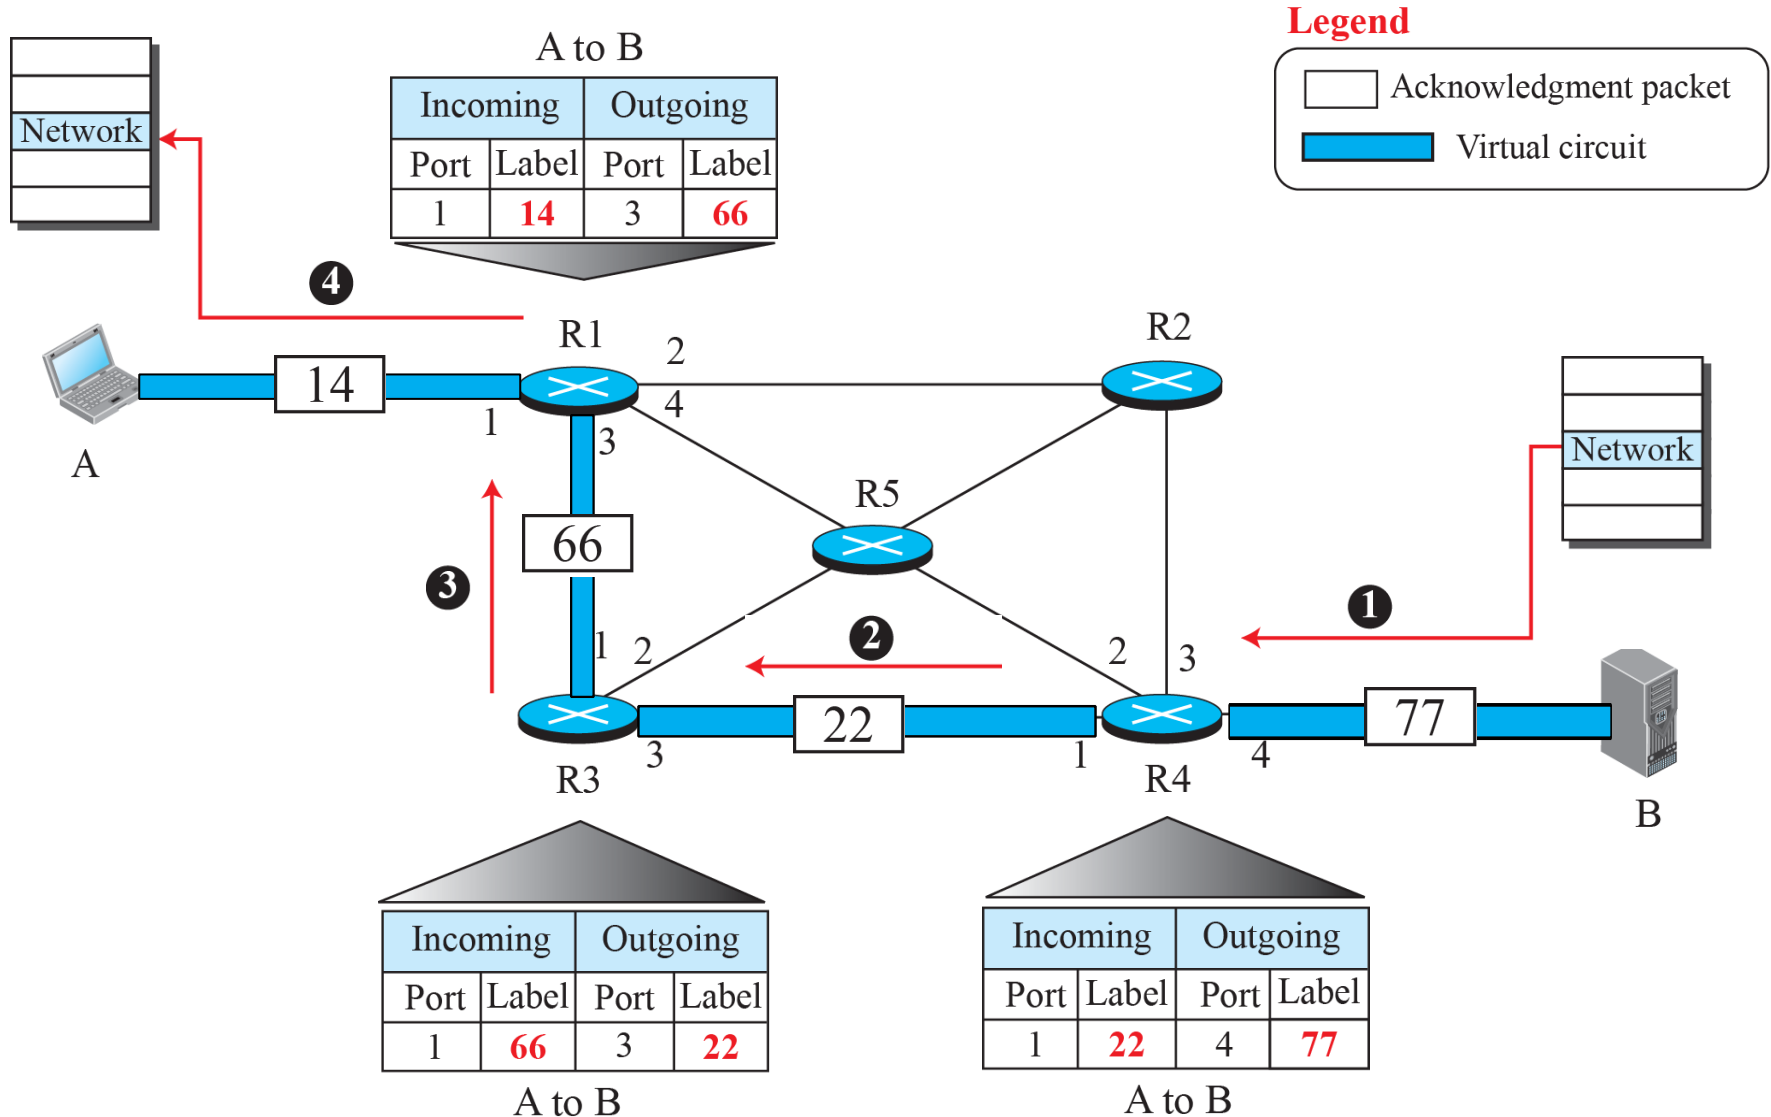 Legend
Acknowledgment packet
Virtual circuit
A to B
Incoming Outgoing
Port Label Port Label
1 14 3 66
Network
4
R1
R2
2
4
14
1
3
A
Network
R5
66
3
1
1
2
2
2
3
22
77
3
1
4
R3
R4
B
Incoming Outgoing
Port Label Port Label
1 66 3 22
A to B
Incoming Outgoing
Port Label Port Label
1 22 4 77
A to B